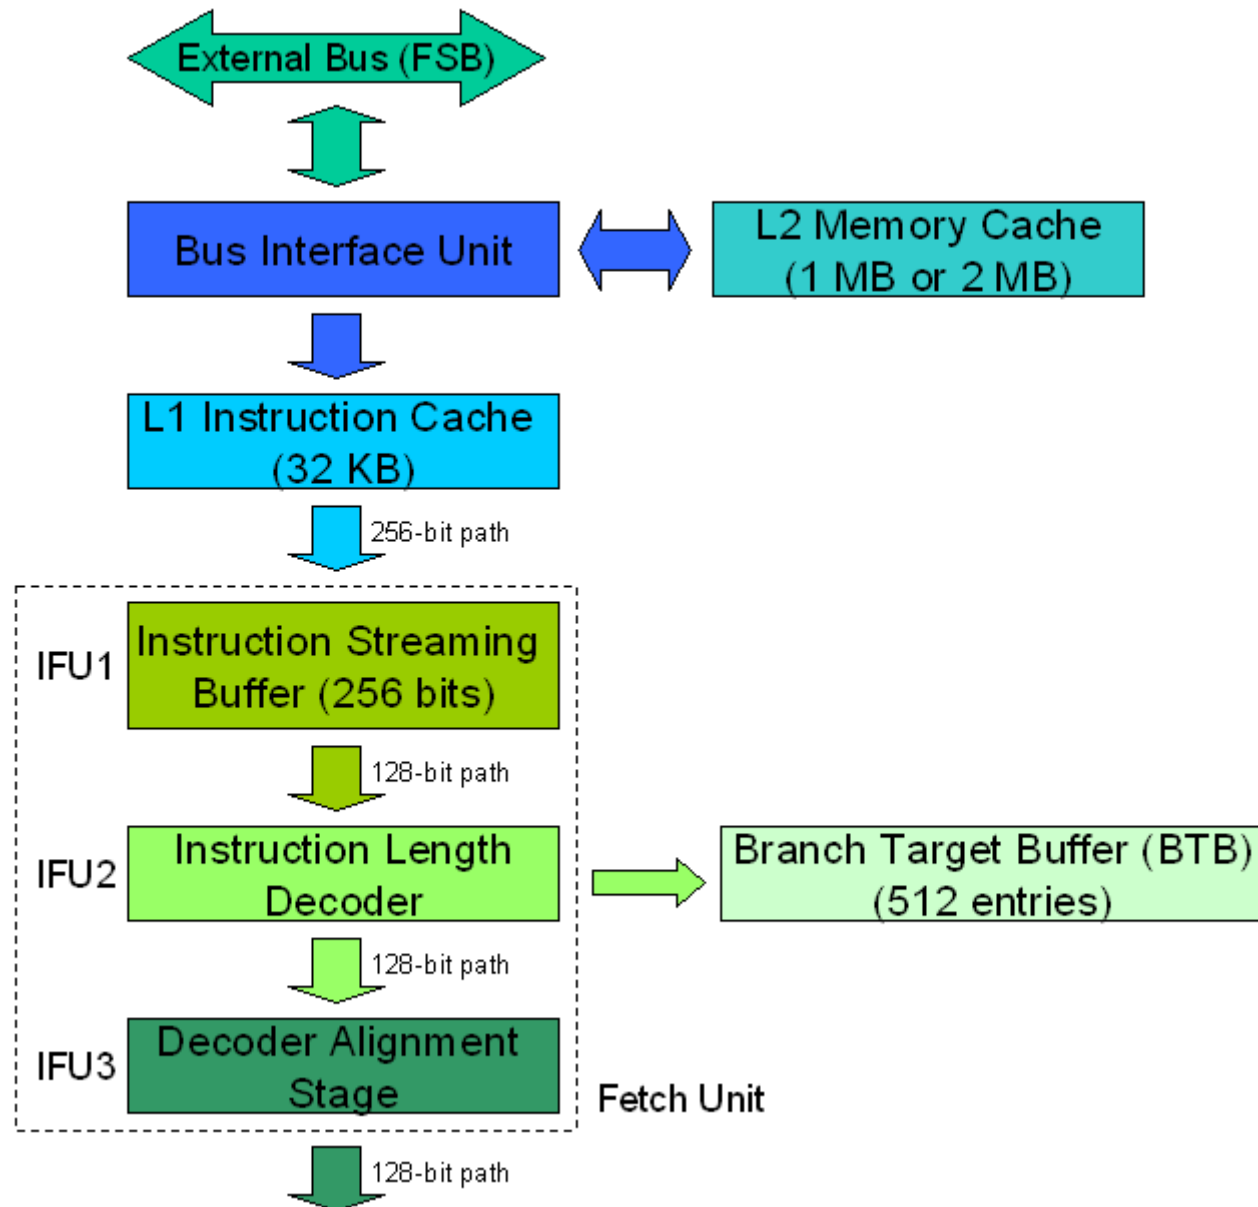 External Bus (FSB)
Bus Interface Unit
L2 Memory Cache
(1 MB or 2 MB)
L1 Instruction Cache
(32 KB)
256-bit path
IFU1
Instruction Streaming
Buffer (256 bits)
128-bit path
IFU2
Instruction Length
Decoder
Branch Target Buffer (BTB)
(512 entries)
128-bit path
IFU3
Decoder Alignment
Stage
Fetch Unit
128-bit path